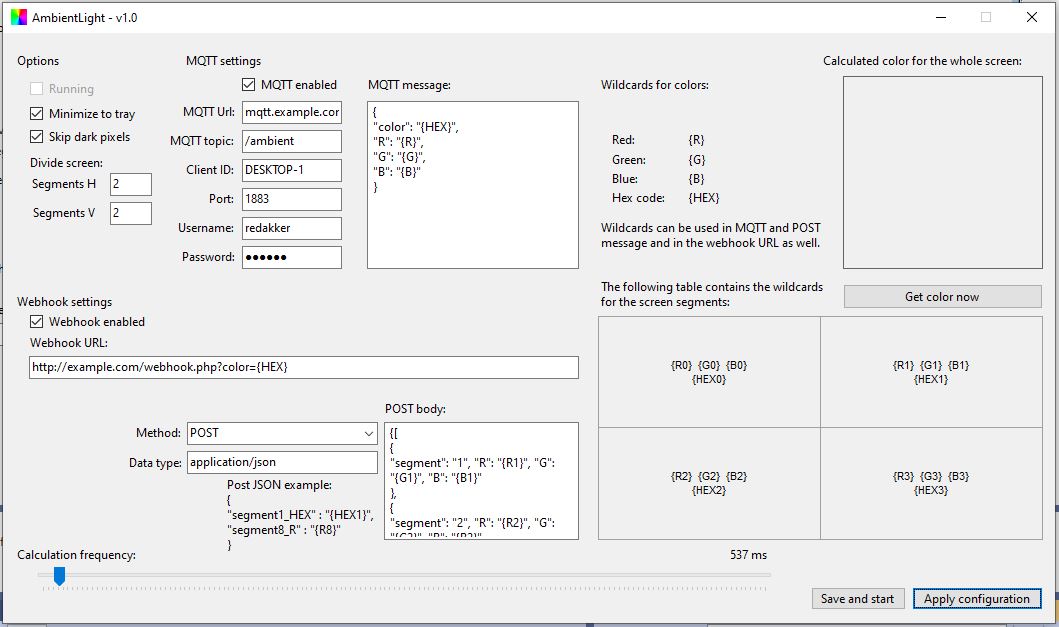 AmbientLight - v1.0
Options
Running
Minimize to tray
Skip dark pixels
Divide screen:
Segments H 2
Segments V 2
MQTT settings
MQTT enabled
MQTT Url: mqtt.example.cor
MQTT topic: /ambient
Client ID: DESKTOP-1
Port: 1883
Username: redakker
Password: ●●●●●●
MQTT message:
{
"color": "{HEX}",
"R": "{R}",
"G": "{G}",
"B": "{B}"
}
Wildcards for colors:
Red: {R}
Green: {G}
Blue: {B}
Hex code: {HEX}
Wildcards can be used in MQTT and POST
message and in the webhook URL as well.
Calculated color for the whole screen:
Get color now
The following table contains the wildcards
for the screen segments:
{R0} {G0} {B0}
{HEX0}
{R1} {G1} {B1}
{HEX1}
{R2} {G2} {B2}
{HEX2}
{R3} {G3} {B3}
{HEX3}
Webhook settings
Webhook enabled
Webhook URL:
http://example.com/webhook.php?color={HEX}
Method: POST
Data type: application/json
Post JSON example:
{
"segment1_HEX" : "{HEX1}",
"segment8_R" : "{R8}"
}
POST body:
{[
{
"segment": "1", "R": "{R1}", "G":
"{G1}", "B": "{B1}"
},
{
"segment": "2", "R": "{R2}", "G":
"{G2}", "B": "{B2}"
Calculation frequency:
537 ms
Save and start
Apply configuration